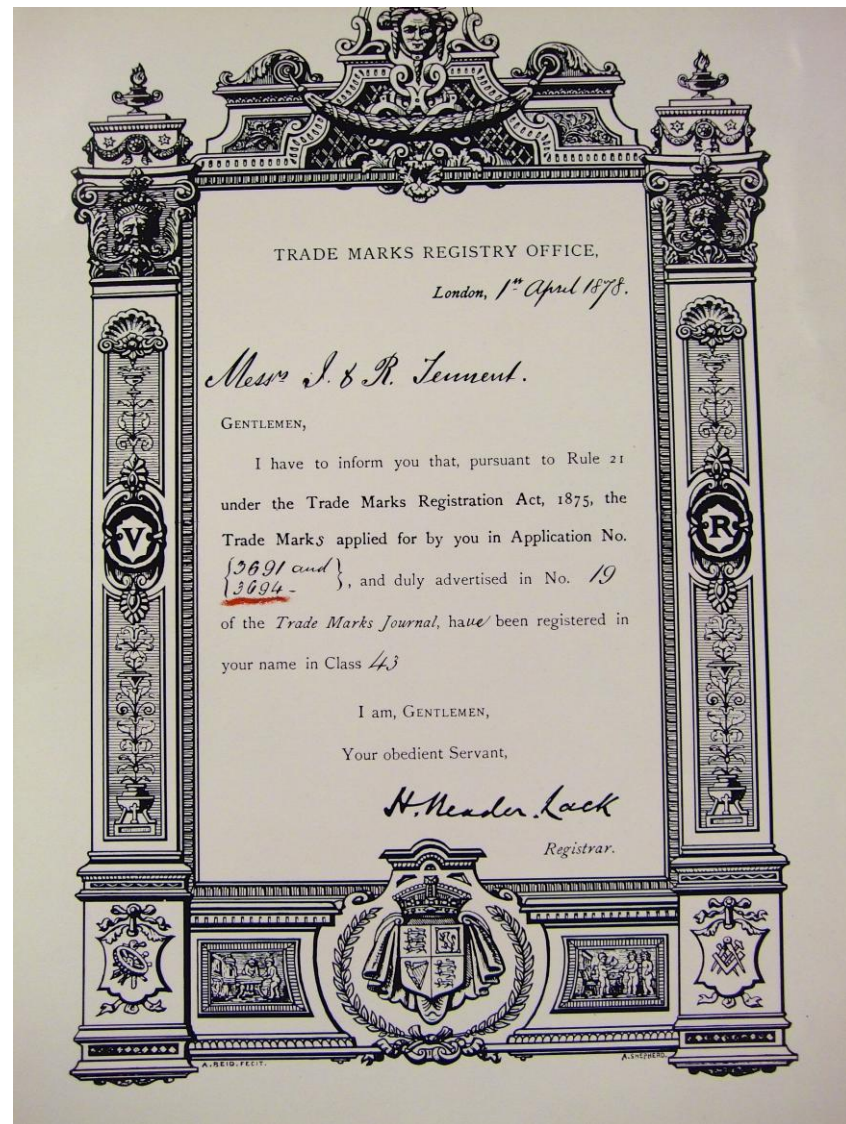 TRADE MARKS REGISTRY OFFICE,
London, 1st April 1878.
Messrs J. & R. Tennent.
GENTLEMEN,
I have to inform you that, pursuant to Rule 21
under the Trade Marks Registration Act, 1875, the
Trade Marks applied for by you in Application No.
{3691 and
3694-}, and duly advertised in No. 19
of the Trade Marks Journal, have been registered in
your name in Class 43
I am, GENTLEMEN,
Your obedient Servant,
H. Reader Lack
Registrar.
V
R
A. REID. FECIT.
A. SHEPHERD.